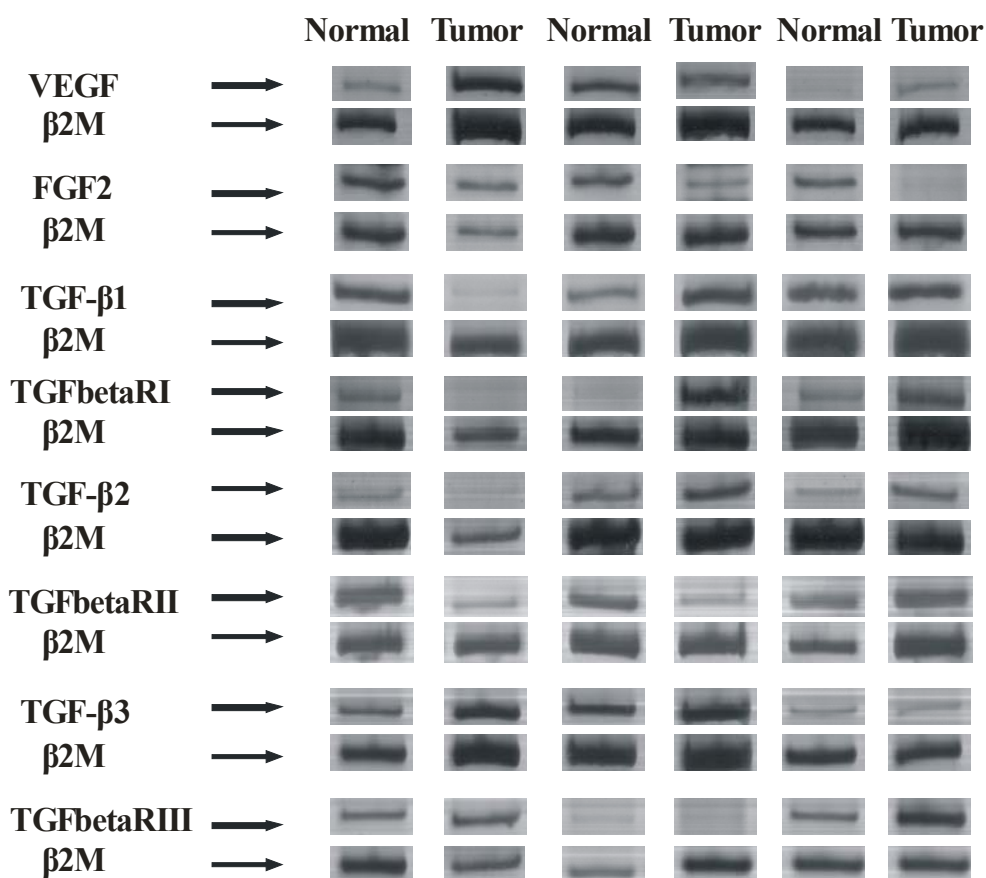 Normal Tumor Normal Tumor Normal Tumor
VEGF
β2M
FGF2
β2M
TGF-β1
β2M
TGFbetaRI
β2M
TGF-β2
β2M
TGFbetaRII
β2M
TGF-β3
β2M
TGFbetaRIII
β2M